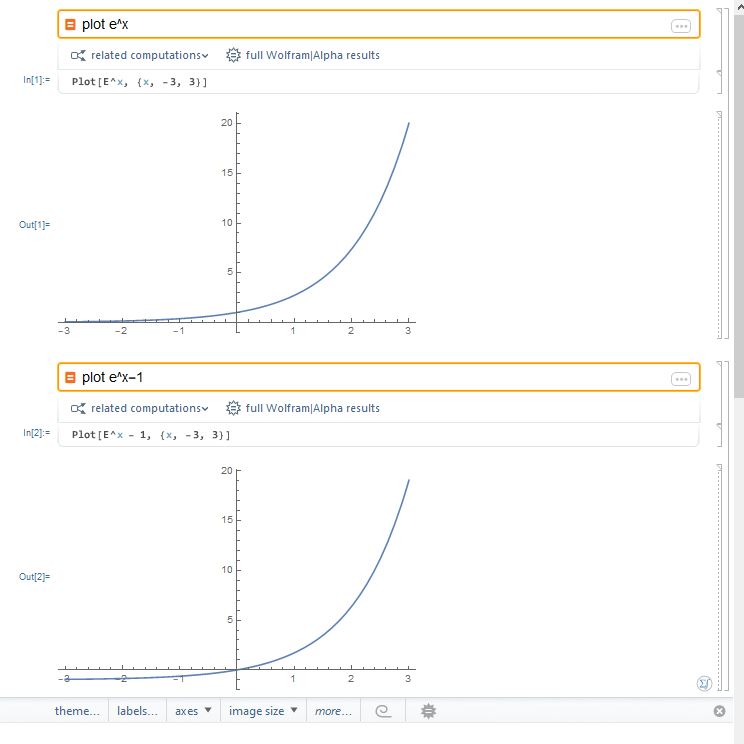 plot e^x
related computations full Wolfram|Alpha results
In[1]:= Plot[E^x, {x, -3, 3}]
20
15
10
5
Out[1]=
-3 -2 -1 1 2 3
plot e^x-1
related computations full Wolfram|Alpha results
In[2]:= Plot[E^x - 1, {x, -3, 3}]
20
15
10
5
Out[2]=
-3 -2 -1 1 2 3
theme... labels... axes image size more...